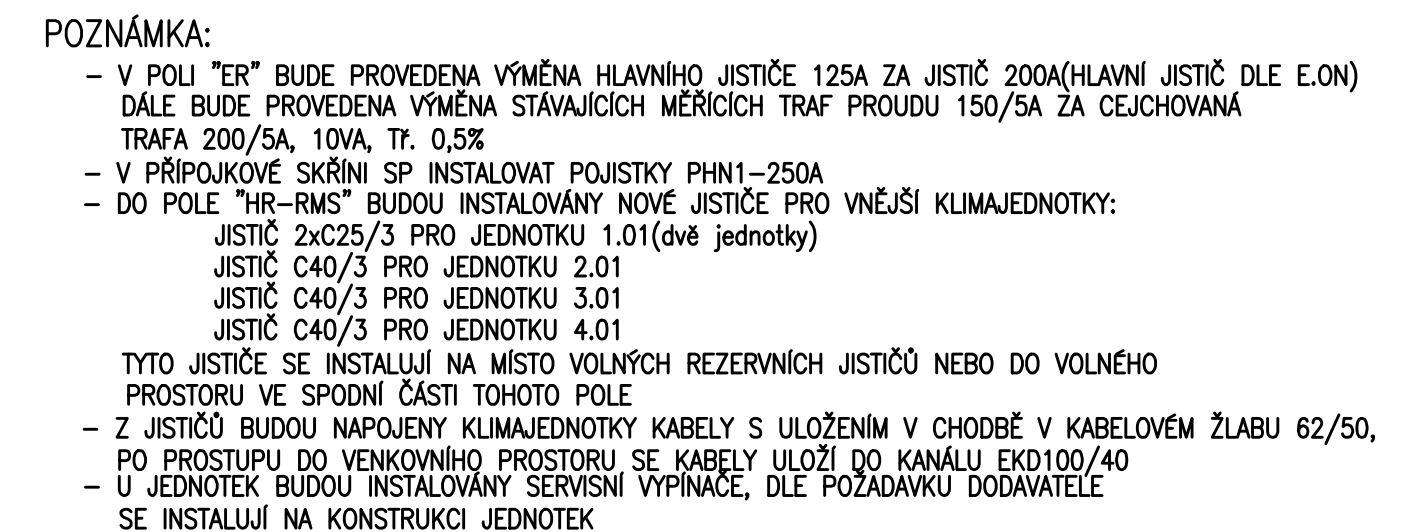 POZNÁMKA:
– V POLI "ER" BUDE PROVEDENA VÝMĚNA HLAVNÍHO JISTIČE 125A ZA JISTIČ 200A(HLAVNÍ JISTIČ DLE E.ON)
DÁLE BUDE PROVEDENA VÝMĚNA STÁVAJÍCÍCH MĚŘÍCÍCH TRAF PROUDU 150/5A ZA CEJCHOVANÁ
TRAFA 200/5A, 10VA, Tř. 0,5%
– V PŘÍPOJKOVÉ SKŘÍNI SP INSTALOVAT POJISTKY PHN1–250A
– DO POLE "HR–RMS" BUDOU INSTALOVÁNY NOVÉ JISTIČE PRO VNĚJŠÍ KLIMAJEDNOTKY:
JISTIČ 2xC25/3 PRO JEDNOTKU 1.01(dvě jednotky)
JISTIČ C40/3 PRO JEDNOTKU 2.01
JISTIČ C40/3 PRO JEDNOTKU 3.01
JISTIČ C40/3 PRO JEDNOTKU 4.01
TYTO JISTIČE SE INSTALUJÍ NA MÍSTO VOLNÝCH REZERVNÍCH JISTIČŮ NEBO DO VOLNÉHO
PROSTORU VE SPODNÍ ČÁSTI TOHOTO POLE
– Z JISTIČŮ BUDOU NAPOJENY KLIMAJEDNOTKY KABELY S ULOŽENÍM V CHODBĚ V KABELOVÉM ŽLABU 62/50,
PO PROSTUPU DO VENKOVNÍHO PROSTORU SE KABELY ULOŽÍ DO KANÁLU EKD100/40
– U JEDNOTEK BUDOU INSTALOVÁNY SERVISNÍ VYPÍNAČE, DLE POŽADAVKU DODAVATELE
SE INSTALUJÍ NA KONSTRUKCI JEDNOTEK